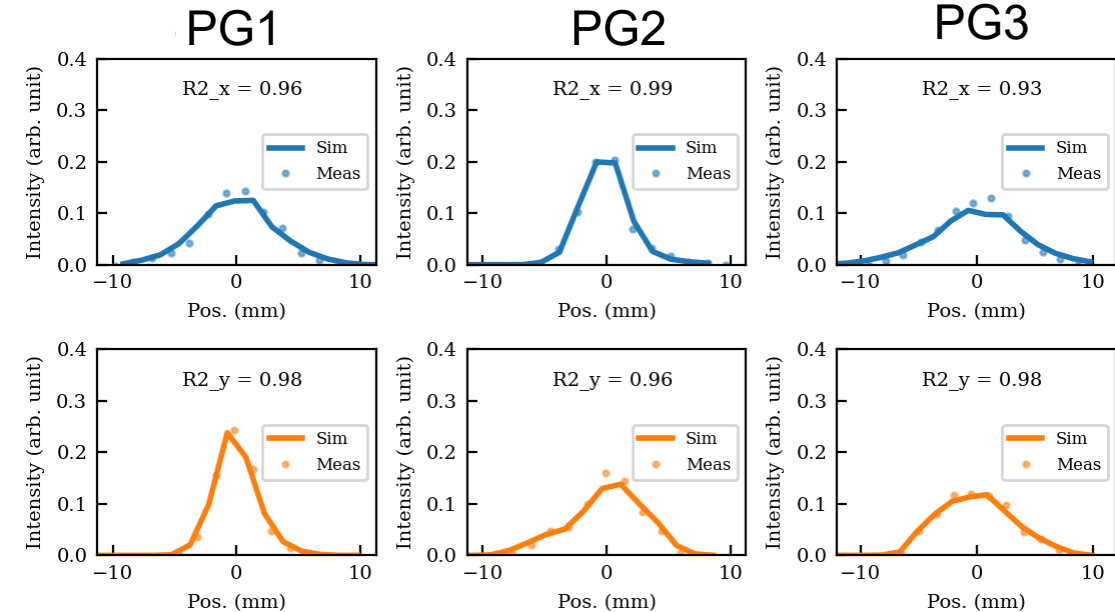 PG1
PG2
PG3
Intensity (arb. unit)
0.4
0.3
0.2
0.1
0.0
R2_x = 0.96
Sim
Meas
−10
0
10
Pos. (mm)
Intensity (arb. unit)
0.4
0.3
0.2
0.1
0.0
R2_x = 0.99
Sim
Meas
−10
0
10
Pos. (mm)
Intensity (arb. unit)
0.4
0.3
0.2
0.1
0.0
R2_x = 0.93
Sim
Meas
−10
0
10
Pos. (mm)
Intensity (arb. unit)
0.4
0.3
0.2
0.1
0.0
R2_y = 0.98
Sim
Meas
−10
0
10
Pos. (mm)
Intensity (arb. unit)
0.4
0.3
0.2
0.1
0.0
R2_y = 0.96
Sim
Meas
−10
0
10
Pos. (mm)
Intensity (arb. unit)
0.4
0.3
0.2
0.1
0.0
R2_y = 0.98
Sim
Meas
−10
0
10
Pos. (mm)